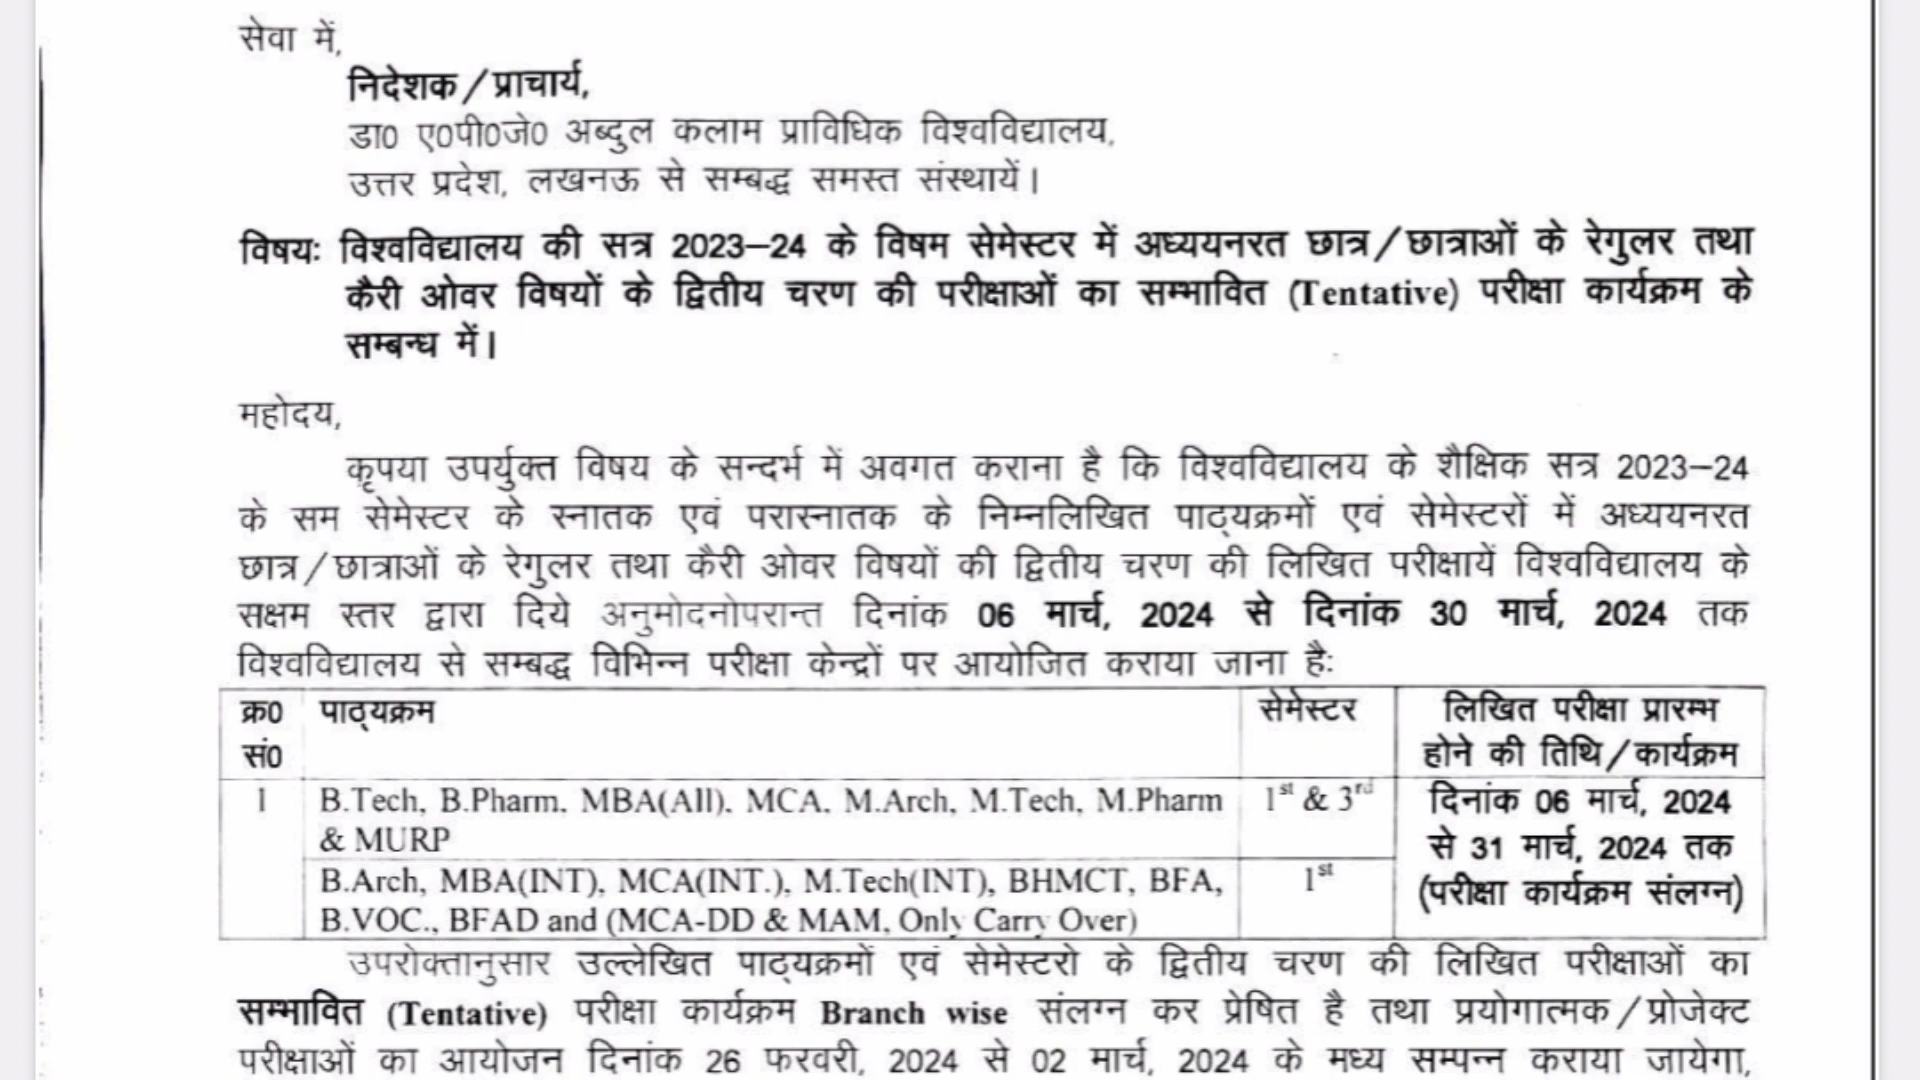 सेवा में,
निदेशक/प्राचार्य,
डा0 ए0पी0जे0 अब्दुल कलाम प्राविधिक विश्वविद्यालय,
उत्तर प्रदेश, लखनऊ से सम्बद्ध समस्त संस्थायें।
विषयः विश्वविद्यालय की सत्र 2023–24 के विषम सेमेस्टर में अध्ययनरत छात्र/छात्राओं के रेगुलर तथा
कैरी ओवर विषयों के द्वितीय चरण की परीक्षाओं का सम्भावित (Tentative) परीक्षा कार्यक्रम के
सम्बन्ध में।
महोदय,
कृपया उपर्युक्त विषय के सन्दर्भ में अवगत कराना है कि विश्वविद्यालय के शैक्षिक सत्र 2023–24
के सम सेमेस्टर के स्नातक एवं परास्नातक के निम्नलिखित पाठ्यक्रमों एवं सेमेस्टरों में अध्ययनरत
छात्र/छात्राओं के रेगुलर तथा कैरी ओवर विषयों की द्वितीय चरण की लिखित परीक्षायें विश्वविद्यालय के
सक्षम स्तर द्वारा दिये अनुमोदनोपरान्त दिनांक 06 मार्च, 2024 से दिनांक 30 मार्च, 2024 तक
विश्वविद्यालय से सम्बद्ध विभिन्न परीक्षा केन्द्रों पर आयोजित कराया जाना है:
क्र0 सं0 पाठ्यक्रम सेमेस्टर लिखित परीक्षा प्रारम्भ होने की तिथि/कार्यक्रम
1 B.Tech, B.Pharm. MBA(All). MCA. M.Arch, M.Tech, M.Pharm 1st & 3rd दिनांक 06 मार्च, 2024
& MURP से 31 मार्च, 2024 तक
B.Arch, MBA(INT), MCA(INT.), M.Tech(INT), BHMCT, BFA, 1st (परीक्षा कार्यक्रम संलग्न)
B.VOC., BFAD and (MCA-DD & MAM, Only Carry Over)
उपरोक्तानुसार उल्लेखित पाठ्यक्रमों एवं सेमेस्टरो के द्वितीय चरण की लिखित परीक्षाओं का
सम्भावित (Tentative) परीक्षा कार्यक्रम Branch wise संलग्न कर प्रेषित है तथा प्रयोगात्मक/प्रोजेक्ट
परीक्षाओं का आयोजन दिनांक 26 फरवरी, 2024 से 02 मार्च, 2024 के मध्य सम्पन्न कराया जायेगा,